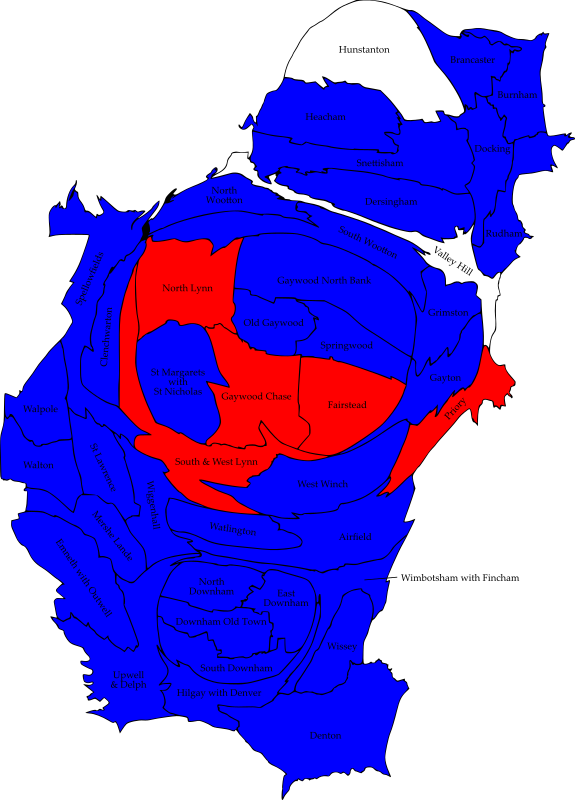 Hunstanton
Brancaster
Burnham
Heacham
Docking
Snettisham
Dersingham
North
Wootton
Rudham
South Wootton
Valley Hill
Spellowfields
Gaywood North Bank
North Lynn
Clenchwarton
Grimston
Old Gaywood
Springwood
St Margarets
with
St Nicholas
Gayton
Gaywood Chase
Fairstead
Priory
Walpole
St Lawrence
South & West Lynn
Walton
West Winch
Wiggenhall
Watlington
Mershe Lande
Airfield
Emneth with Outwell
Wimbotsham with Fincham
North
Downham
East
Downham
Downham Old Town
Wissey
South Downham
Upwell
& Delph
Hilgay with Denver
Denton